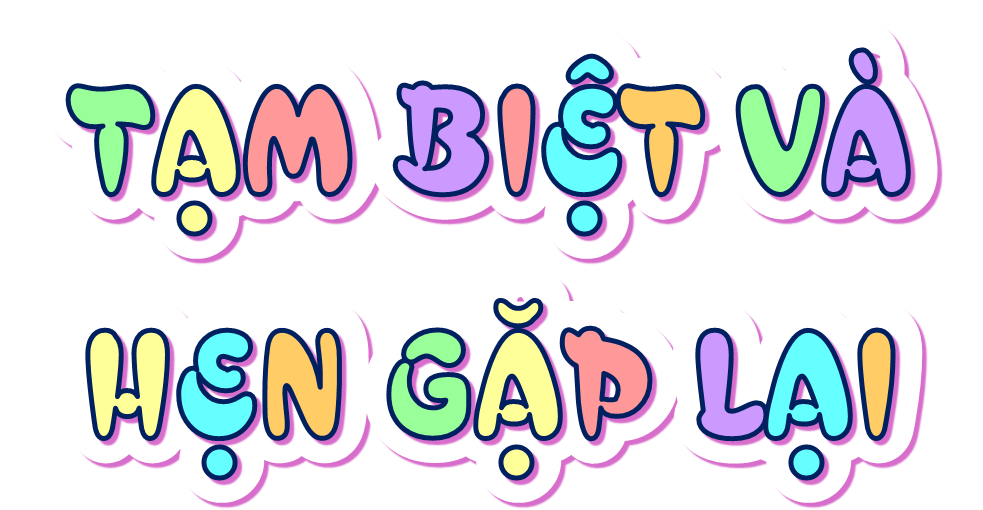 TẠM BIỆT VÀ
HẸN GẶP LẠI